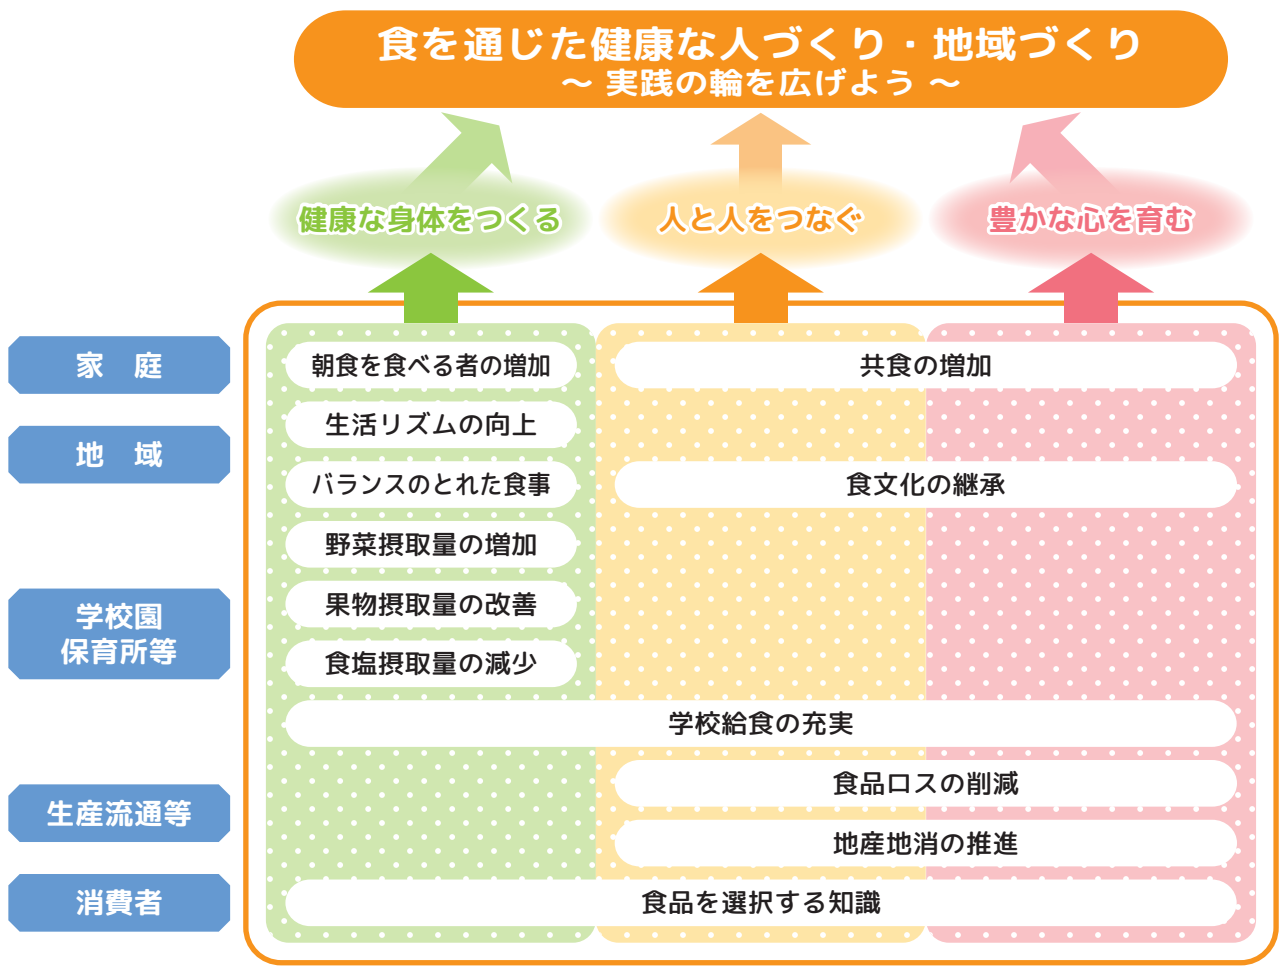 食を通じた健康な人づくり・地域づくり
～ 実践の輪を広げよう ～
健康な身体をつくる
人と人をつなぐ
豊かな心を育む
家　庭
朝食を食べる者の増加
共食の増加
生活リズムの向上
地　域
バランスのとれた食事
食文化の継承
野菜摂取量の増加
果物摂取量の改善
学校園
保育所等
食塩摂取量の減少
学校給食の充実
食品ロスの削減
生産流通等
地産地消の推進
消費者
食品を選択する知識